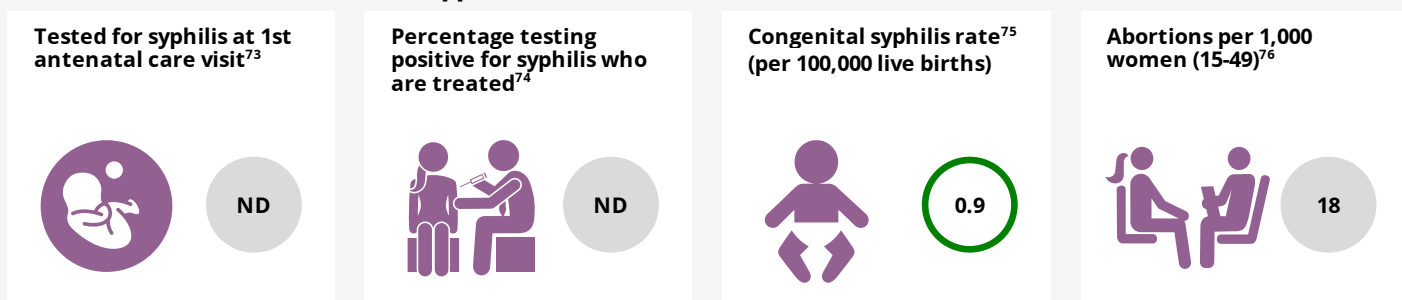 Tested for syphilis at 1st
antenatal care visit73
ND
Percentage testing
positive for syphilis who
are treated74
ND
Congenital syphilis rate75
(per 100,000 live births)
0.9
Abortions per 1,000
women (15-49)76
18